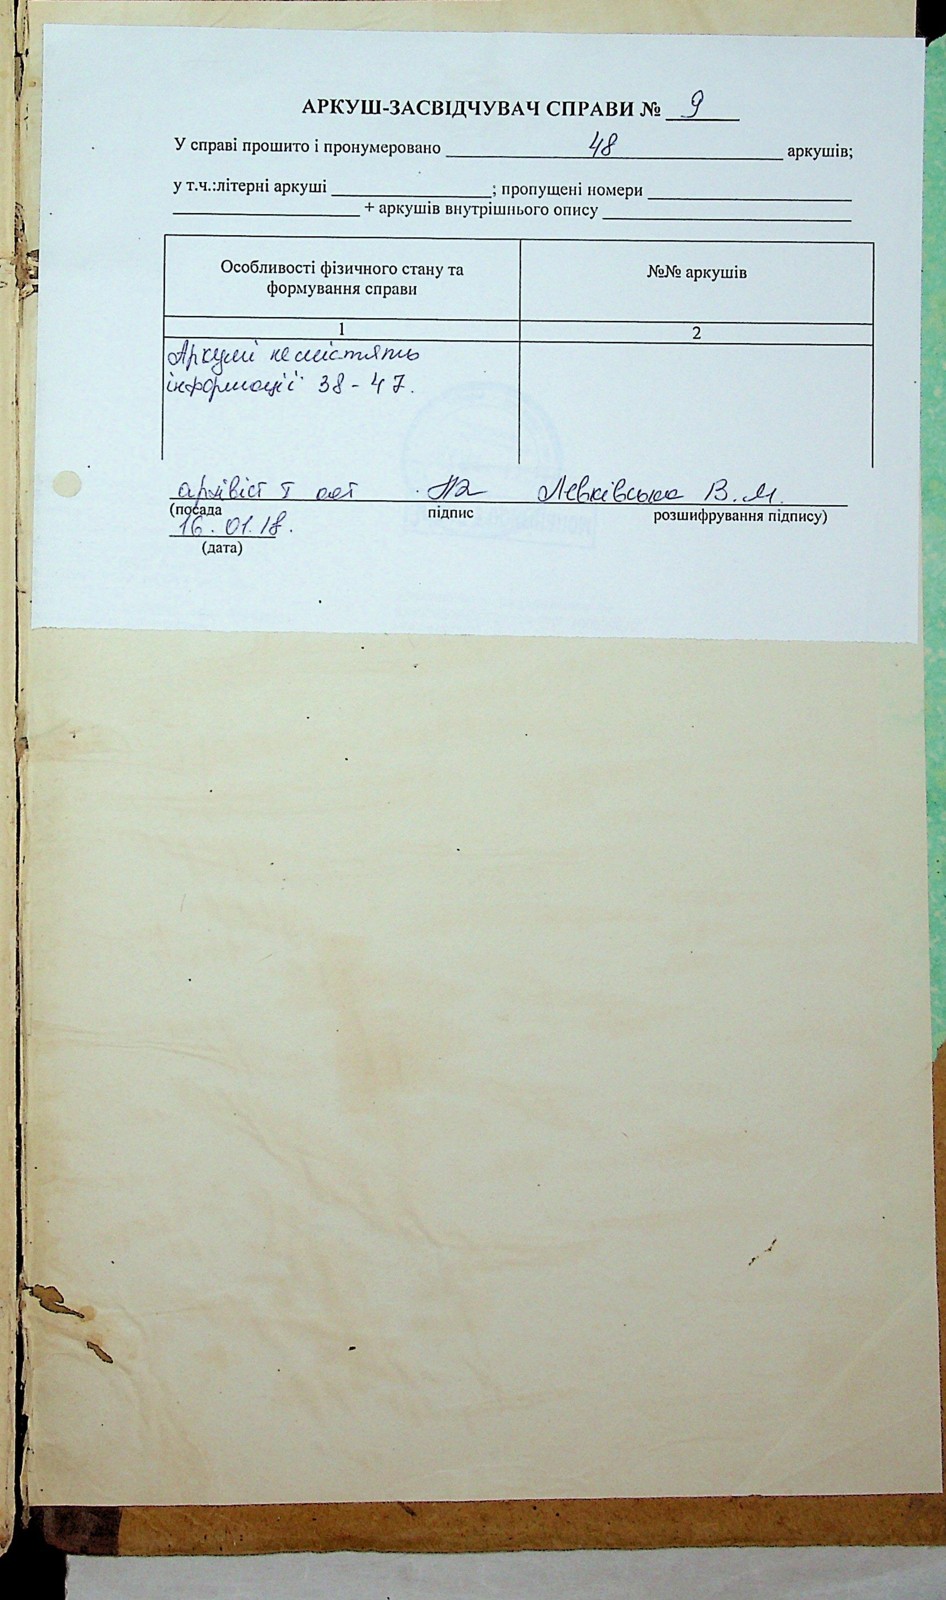 АРКУШ-ЗАСВІДЧУВАЧ СПРАВИ № 9
У справі прошито і пронумеровано 48 аркушів;
у т.ч.:літерні аркуші ; пропущені номери
+ аркушів внутрішнього опису
Особливості фізичного стану та
формування справи
№№ аркушів
1 2
Аркуші не містять
інформації 38-47.
архівіст І кат Левківська В.М.
(посада підпис розшифрування підпису)
16.01.18.
(дата)